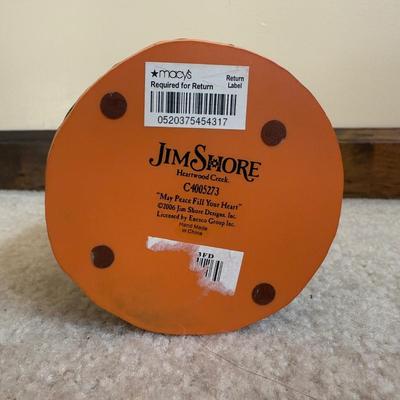 ★macy's
Required for Return
Return
Label
0520375454317
JIM SHORE
Heartwood Creek.
C4005273
"May Peace Fill Your Heart"
©2006 Jim Shore Designs, Inc.
Licensed by Enesco Group Inc.
Hand Made
in China